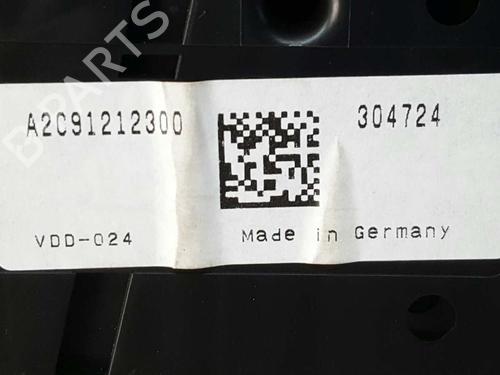 A2C91212300 304724
VDD-024 Made in Germany
B-PARTS